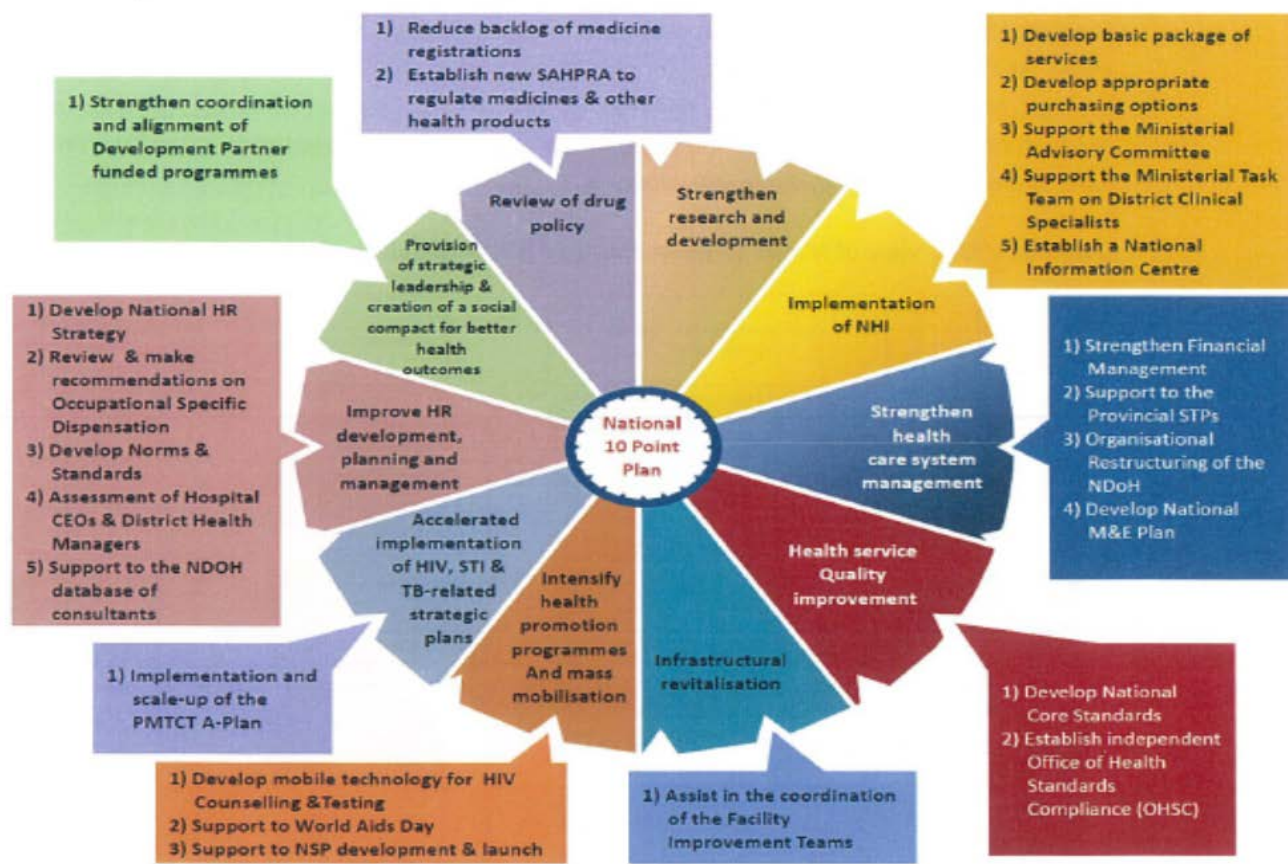 1) Reduce backlog of medicine
registrations
2) Establish new SAHPRA to
regulate medicines & other
health products
1) Develop basic package of
services
2) Develop appropriate
purchasing options
3) Support the Ministerial
Advisory Committee
4) Support the Ministerial Task
Team on District Clinical
Specialists
5) Establish a National
Information Centre
1) Strengthen coordination
and alignment of
Development Partner
funded programmes
Review of drug
policy
Strengthen
research and
development
Provision
of strategic
leadership &
creation of a social
compact for better
health
outcomes
Implementation
of NHI
1) Develop National HR
Strategy
2) Review & make
recommendations on
Occupational Specific
Dispensation
3) Develop Norms &
Standards
4) Assessment of Hospital
CEOs & District Health
Managers
5) Support to the NDOH
database of
consultants
Improve HR
development,
planning and
management
National
10 Point
Plan
Strengthen
health
care system
management
1) Strengthen Financial
Management
2) Support to the
Provincial STPs
3) Organisational
Restructuring of the
NDoH
4) Develop National
M&E Plan
Accelerated
implementation
of HIV, STI &
TB-related
strategic
plans
Intensify
health
promotion
programmes
And mass
mobilisation
Infrastructural
revitalisation
Health service
Quality
improvement
1) Implementation and
scale-up of the
PMTCT A-Plan
1) Develop mobile technology for HIV
Counselling &Testing
2) Support to World Aids Day
3) Support to NSP development & launch
1) Assist in the coordination
of the Facility
Improvement Teams
1) Develop National
Core Standards
2) Establish independent
Office of Health
Standards
Compliance (OHSC)